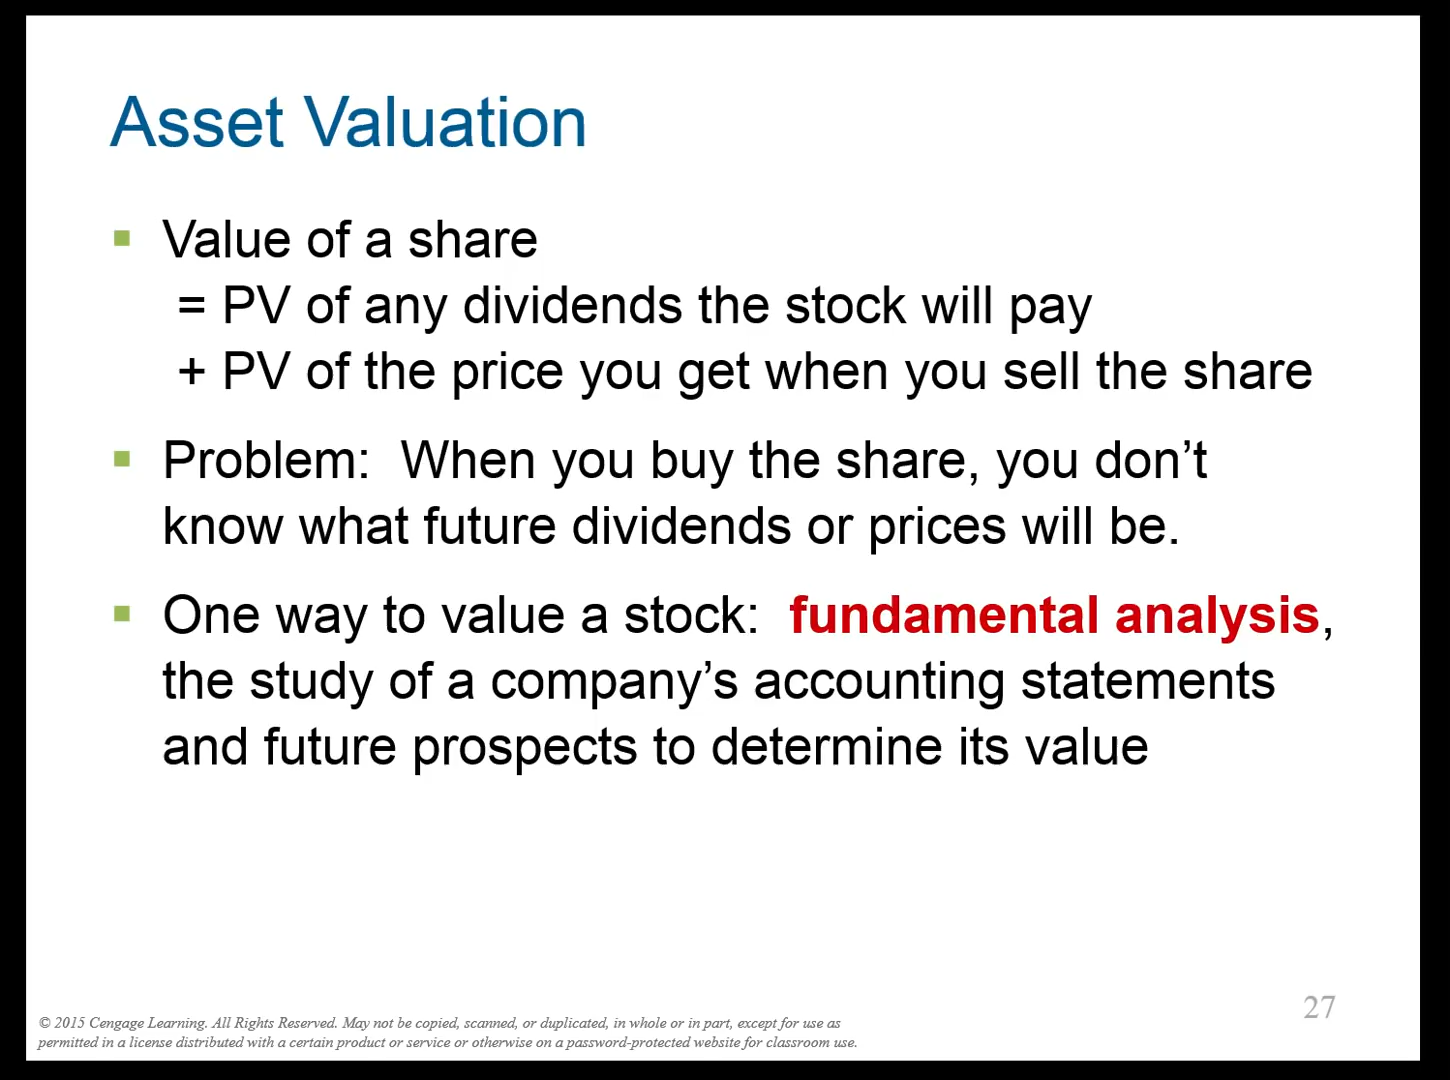 Asset Valuation
▪ Value of a share
= PV of any dividends the stock will pay
+ PV of the price you get when you sell the share
▪ Problem:  When you buy the share, you don’t
know what future dividends or prices will be.
▪ One way to value a stock:  fundamental analysis,
the study of a company’s accounting statements
and future prospects to determine its value
27
© 2015 Cengage Learning. All Rights Reserved. May not be copied, scanned, or duplicated, in whole or in part, except for use as
permitted in a license distributed with a certain product or service or otherwise on a password-protected website for classroom use.